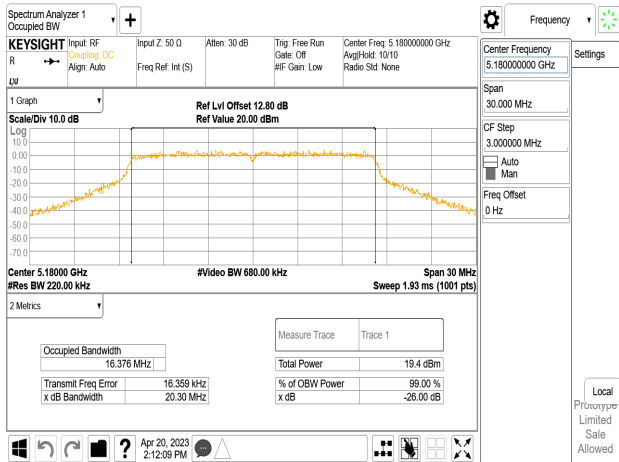 Spectrum Analyzer 1
Occupied BW
Frequency
KEYSIGHT
R
LXI
Input: RF
Coupling: DC
Align: Auto
Input Z: 50 Ω
Freq Ref: Int (S)
Atten: 30 dB
Trig: Free Run
Gate: Off
#IF Gain: Low
Center Freq: 5.180000000 GHz
Avg|Hold: 10/10
Radio Std: None
Center Frequency
5.180000000 GHz
Settings
Span
30.000 MHz
CF Step
3.000000 MHz
Auto
Man
Freq Offset
0 Hz
1 Graph
Scale/Div 10.0 dB
Ref Lvl Offset 12.80 dB
Ref Value 20.00 dBm
Log
10.0
0.00
-10.0
-20.0
-30.0
-40.0
-50.0
-60.0
-70.0
Center 5.18000 GHz
#Video BW 680.00 kHz
Span 30 MHz
#Res BW 220.00 kHz
Sweep 1.93 ms (1001 pts)
2 Metrics
Measure Trace Trace 1
Occupied Bandwidth
16.376 MHz
Total Power 19.4 dBm
Transmit Freq Error 16.359 kHz
% of OBW Power 99.00 %
x dB Bandwidth 20.30 MHz
x dB -26.00 dB
Local
Prototype
Limited
Sale
Allowed
?
Apr 20, 2023
2:12:09 PM